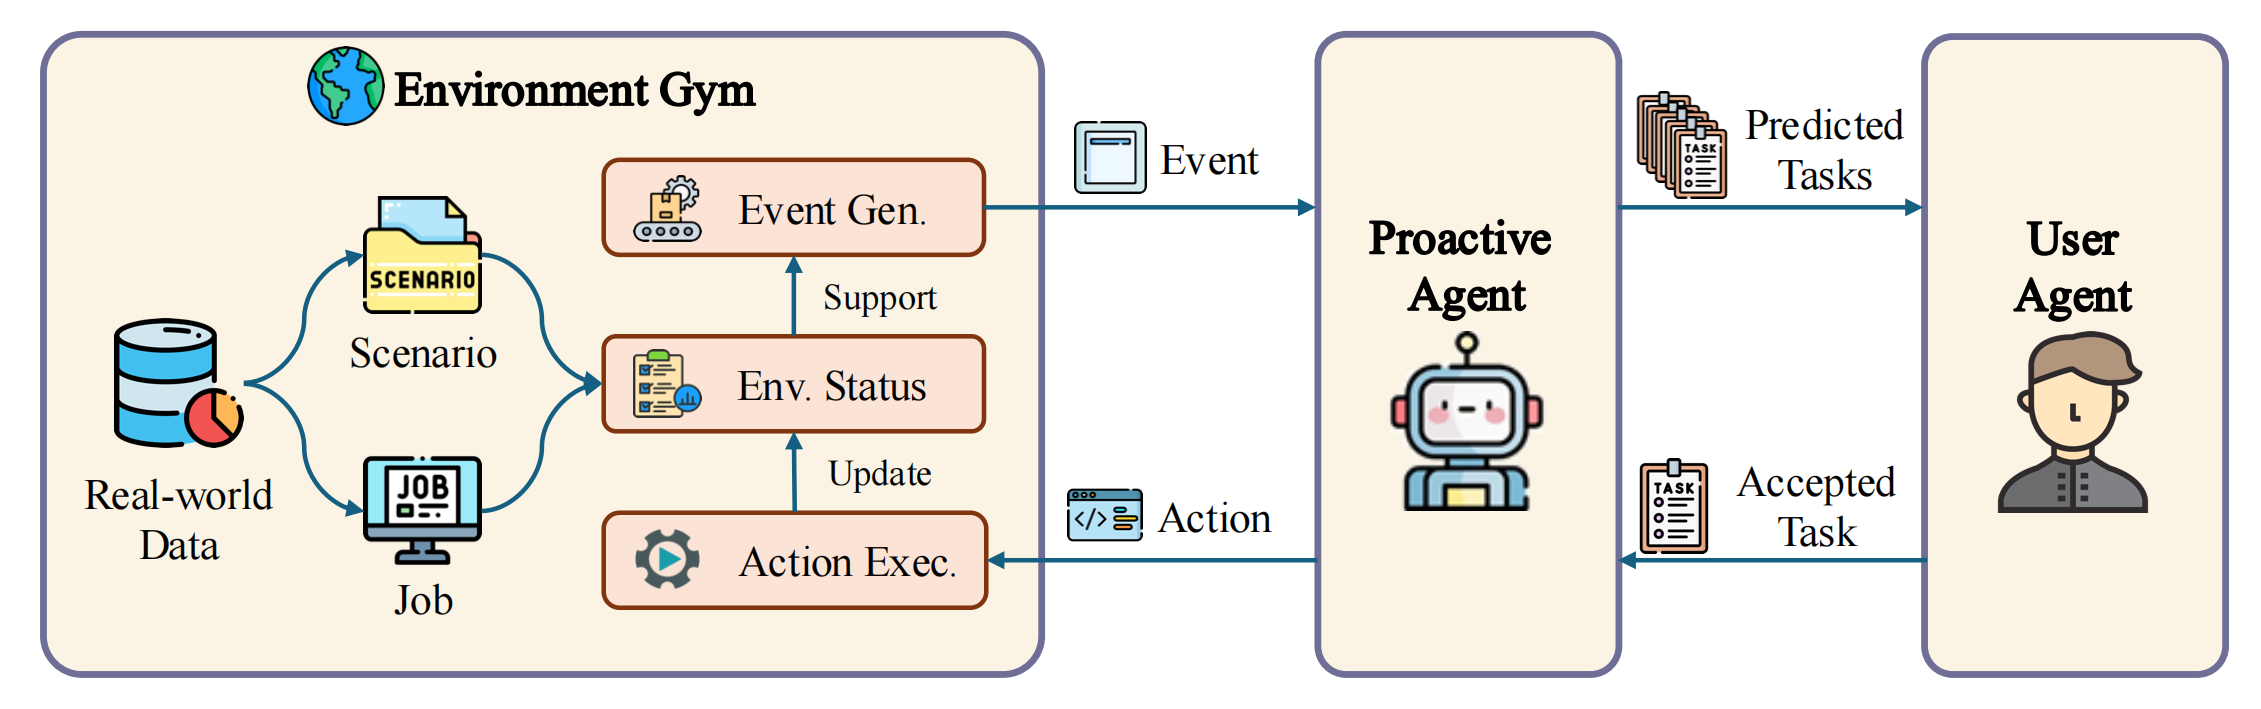 Environment Gym
Event Gen.
Support
Env. Status
Update
Action Exec.
SCENARIO
Scenario
Real-world
Data
JOB
Job
Event
</>
Action
Proactive
Agent
TASK
Predicted
Tasks
TASK
Accepted
Task
User
Agent